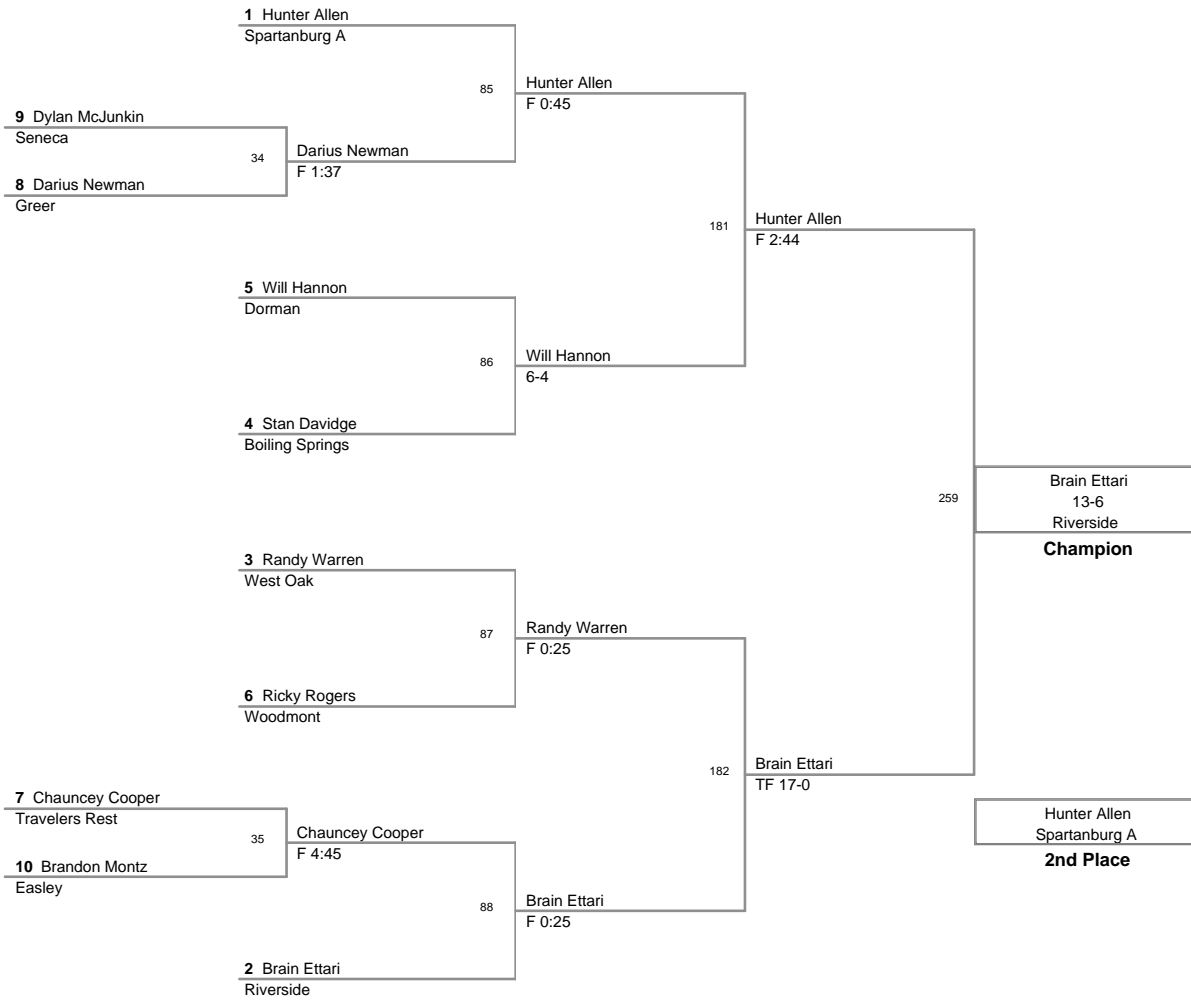 1 Hunter Allen
Spartanburg A
85
Hunter Allen
F 0:45
9 Dylan McJunkin
Seneca
34
Darius Newman
F 1:37
8 Darius Newman
Greer
181
Hunter Allen
F 2:44
5 Will Hannon
Dorman
86
Will Hannon
6-4
4 Stan Davidge
Boiling Springs
259
Brain Ettari
13-6
Riverside
Champion
3 Randy Warren
West Oak
87
Randy Warren
F 0:25
6 Ricky Rogers
Woodmont
182
Brain Ettari
TF 17-0
7 Chauncey Cooper
Travelers Rest
35
Chauncey Cooper
F 4:45
10 Brandon Montz
Easley
Hunter Allen
Spartanburg A
2nd Place
88
Brain Ettari
F 0:25
2 Brain Ettari
Riverside